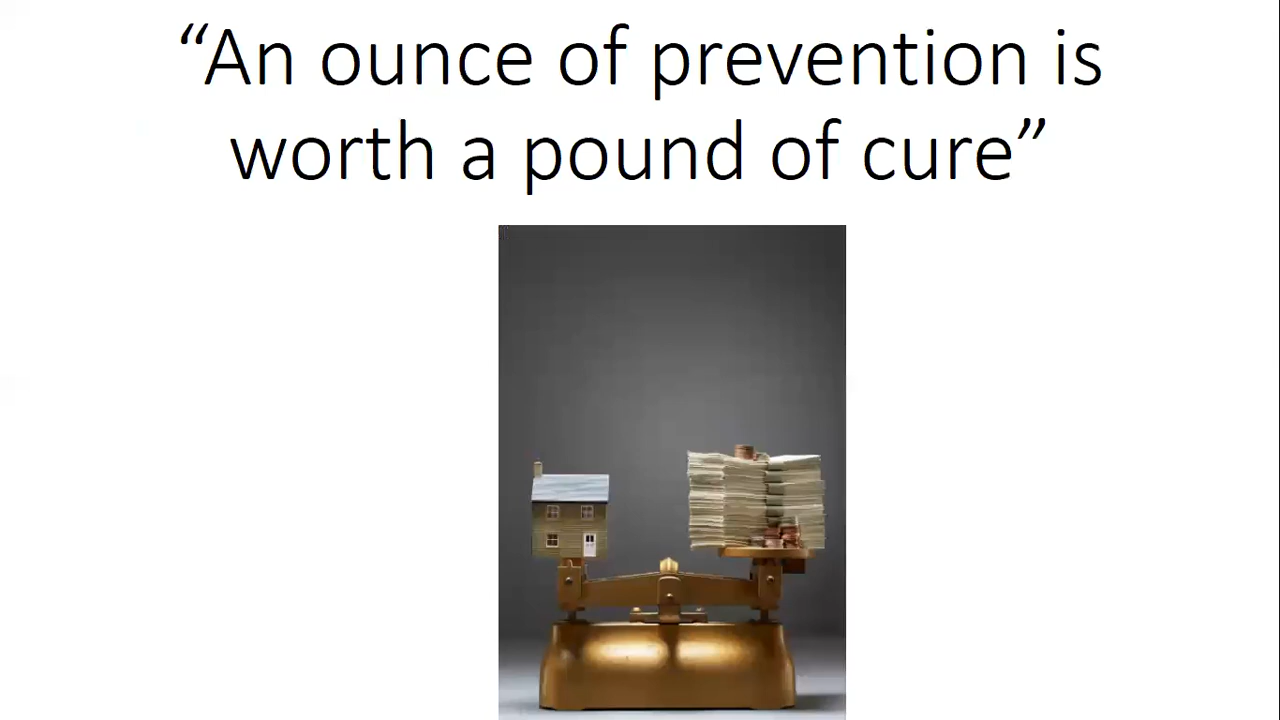 “An ounce of prevention is
worth a pound of cure”